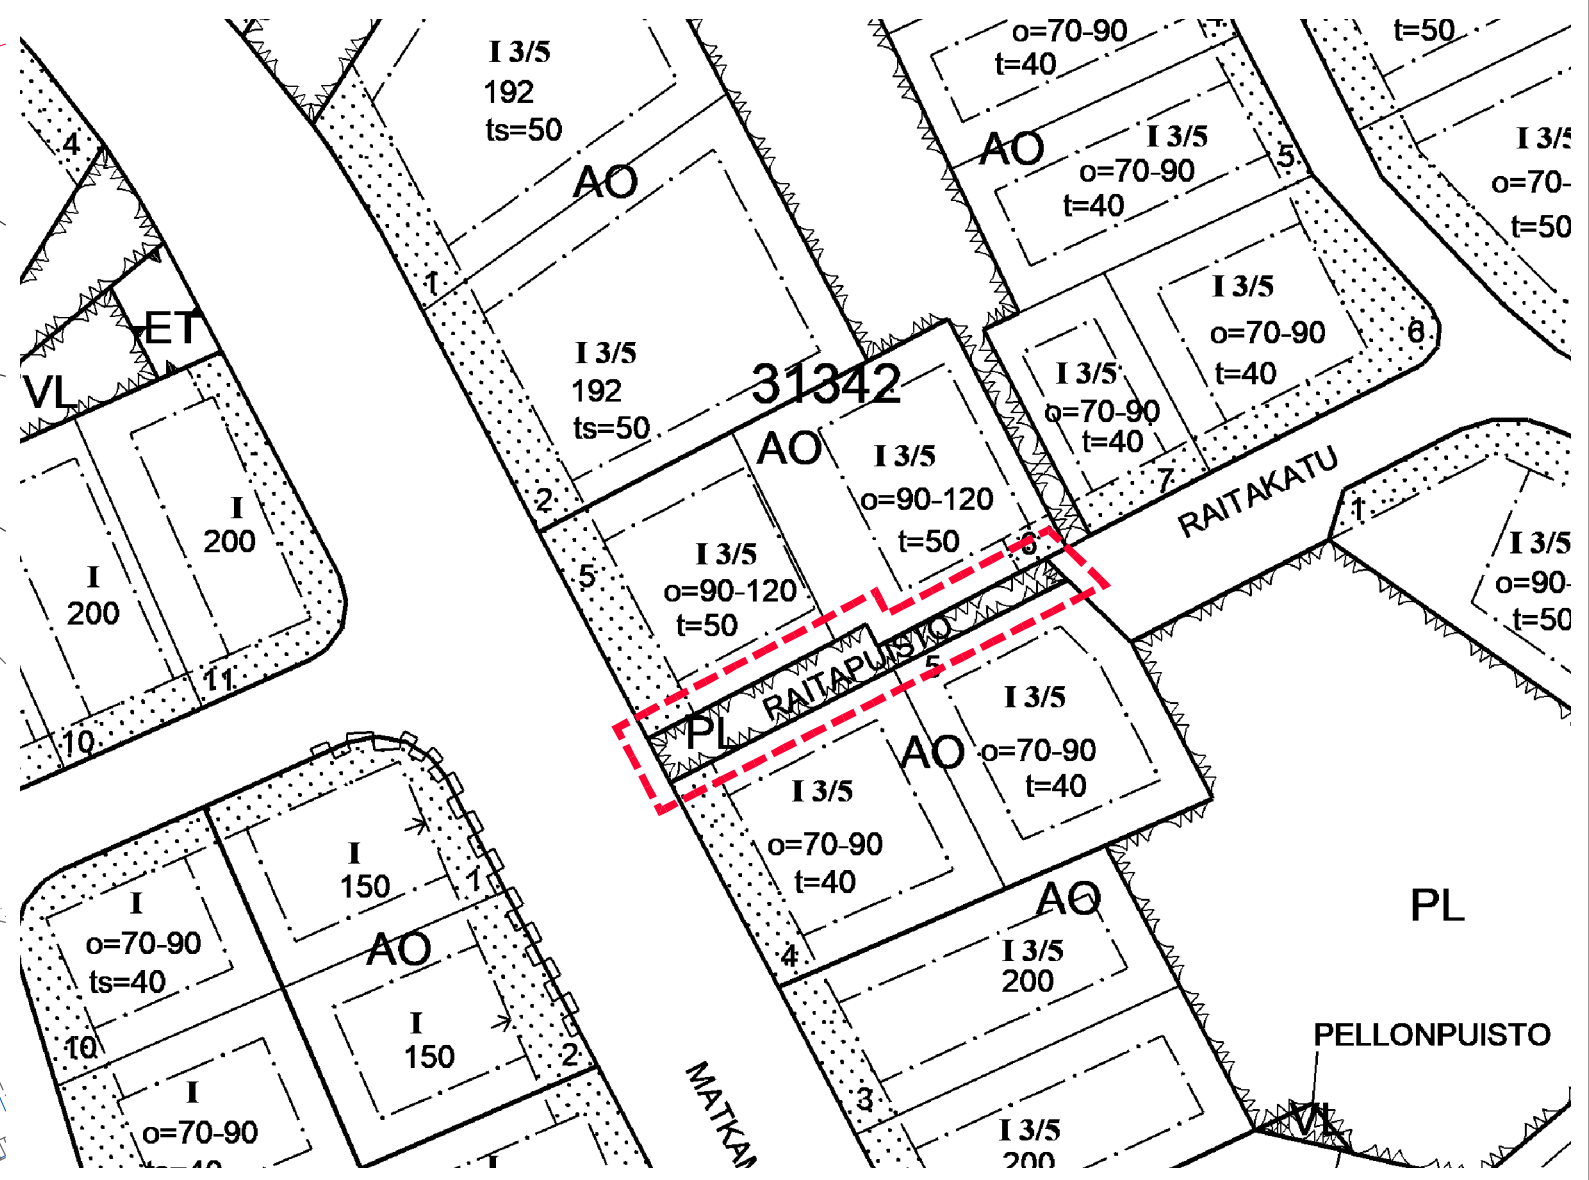 o=70-90
t=40
t=50
I 3/5
192
ts=50
AO
4
AO
I 3/5
o=70-90
t=40
5
I 3/5
o=70-
t=50
1
I 3/5
o=70-90
t=40
6
ET
VL
I 3/5
192
ts=50
2
31342
AO
I 3/5
o=90-120
t=50
6
I 3/5
o=70-90
t=40
7
RAITAKATU
1
I 3/5
o=90-
t=50
I
200
I
200
11
10
5
I 3/5
o=90-120
t=50
PL
RAITAPUISTO
5
I 3/5
o=70-90
t=40
AO
I 3/5
o=70-90
t=40
4
I
150
1
AO
I
150
2
I
o=70-90
ts=40
10
I
o=70-90
ts=40
I
AO
I 3/5
200
3
I 3/5
200
PL
PELLONPUISTO
VL
MATKAM